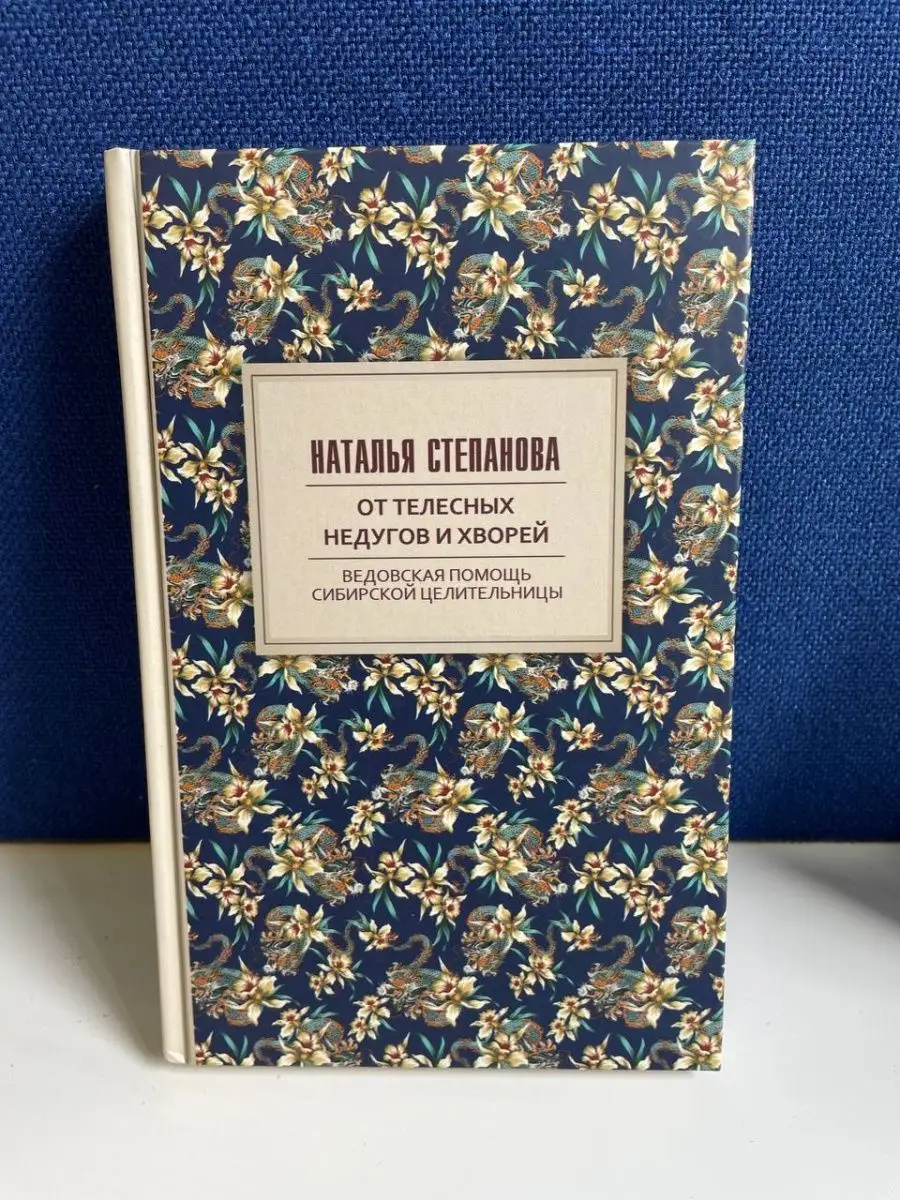 НАТАЛЬЯ СТЕПАНОВА
ОТ ТЕЛЕСНЫХ
НЕДУГОВ И ХВОРЕЙ
ВЕДОВСКАЯ ПОМОЩЬ
СИБИРСКОЙ ЦЕЛИТЕЛЬНИЦЫ